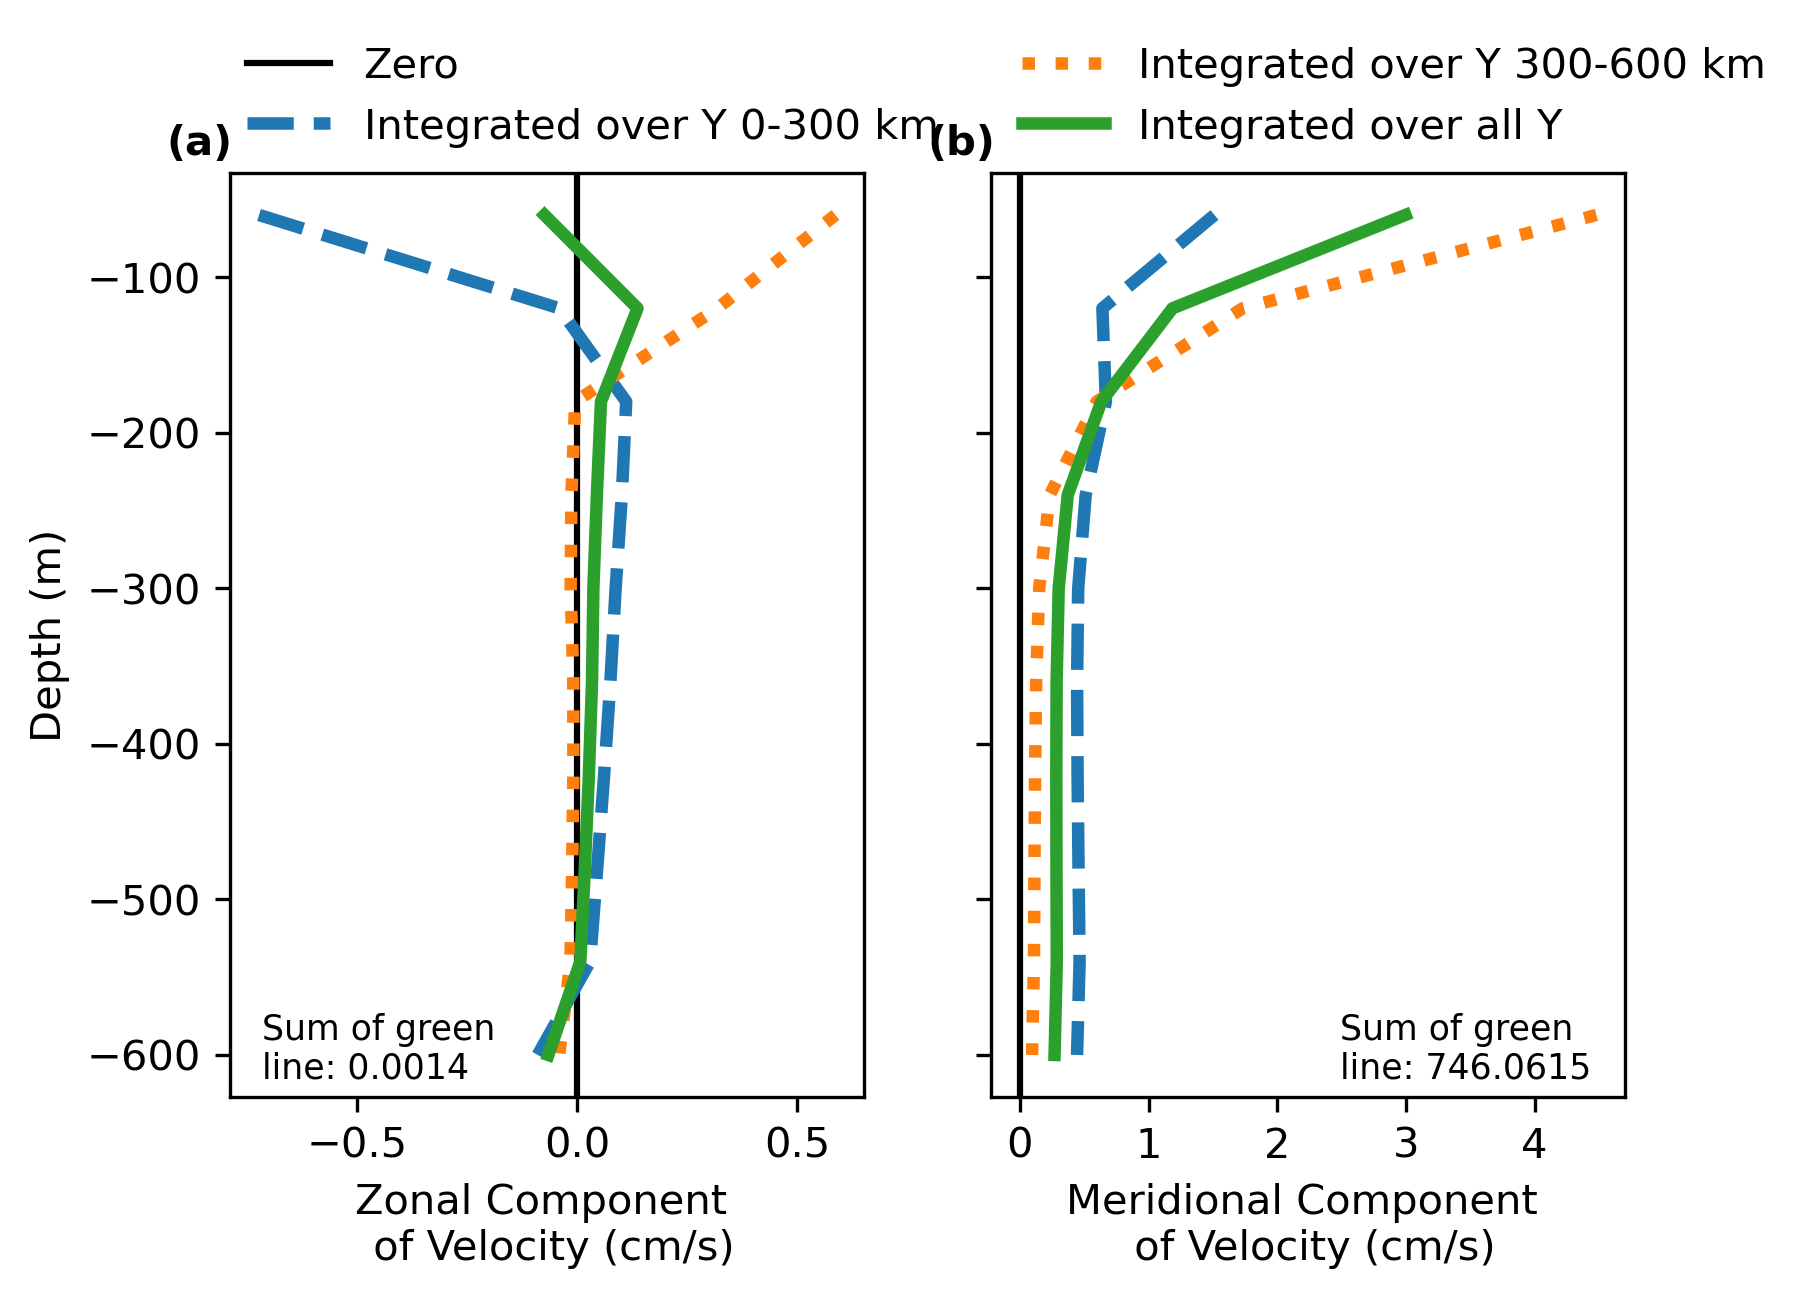 Zero
Integrated over Y 0-300 km
Integrated over Y 300-600 km
Integrated over all Y
(a)
(b)
Depth (m)
−100
−200
−300
−400
−500
−600
Sum of green
line: 0.0014
−0.5
0.0
0.5
Zonal Component
of Velocity (cm/s)
Sum of green
line: 746.0615
0
1
2
3
4
Meridional Component
of Velocity (cm/s)